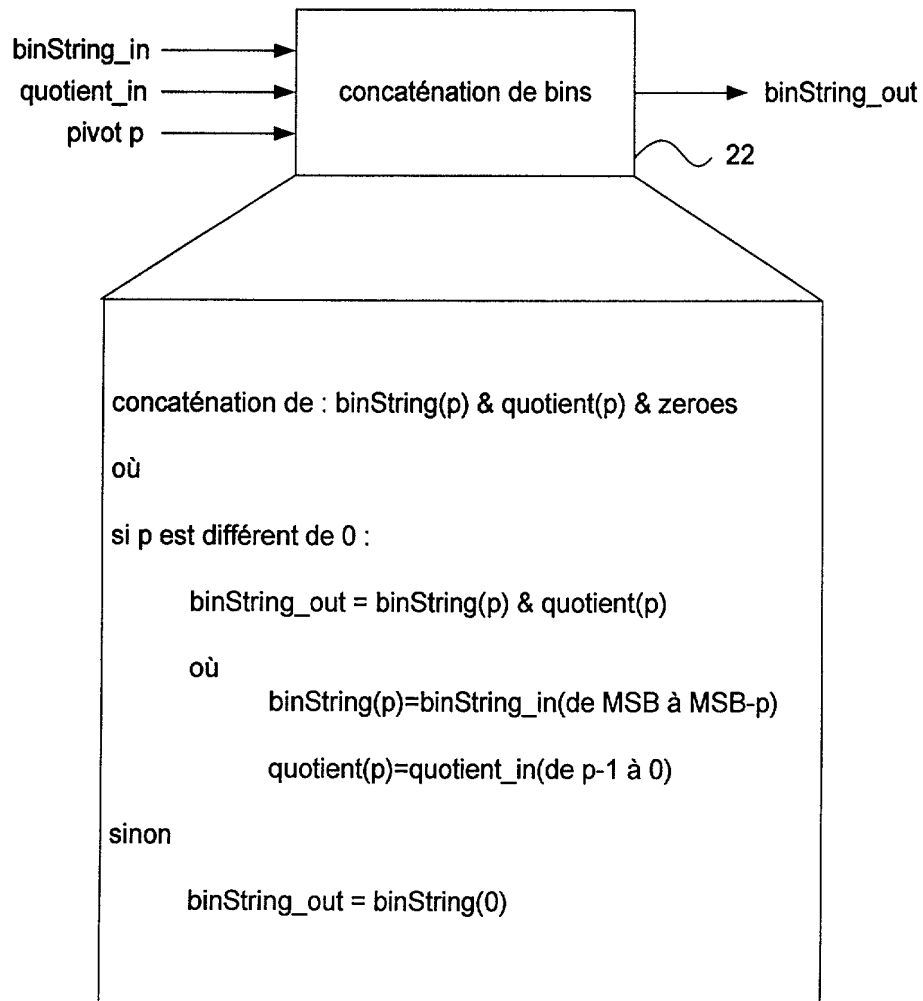 binString_in
quotient_in
pivot p
concaténation de bins
binString_out
22
concaténation de : binString(p) & quotient(p) & zeroes
où
si p est différent de 0 :
binString_out = binString(p) & quotient(p)
où
binString(p)=binString_in(de MSB à MSB-p)
quotient(p)=quotient_in(de p-1 à 0)
sinon
binString_out = binString(0)